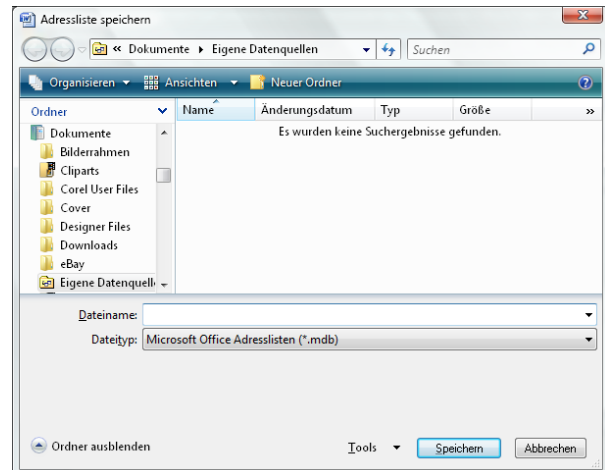 Adressliste speichern
« Dokumente Eigene Datenquellen Suchen
Organisieren Ansichten Neuer Ordner
Ordner Name Änderungsdatum Typ Größe »
Es wurden keine Suchergebnisse gefunden.
Dokumente
Bilderrahmen
Cliparts
Corel User Files
Cover
Designer Files
Downloads
eBay
Eigene Datenquelle
Dateiname:
Dateityp: Microsoft Office Adresslisten (*.mdb)
Ordner ausblenden Tools Speichern Abbrechen